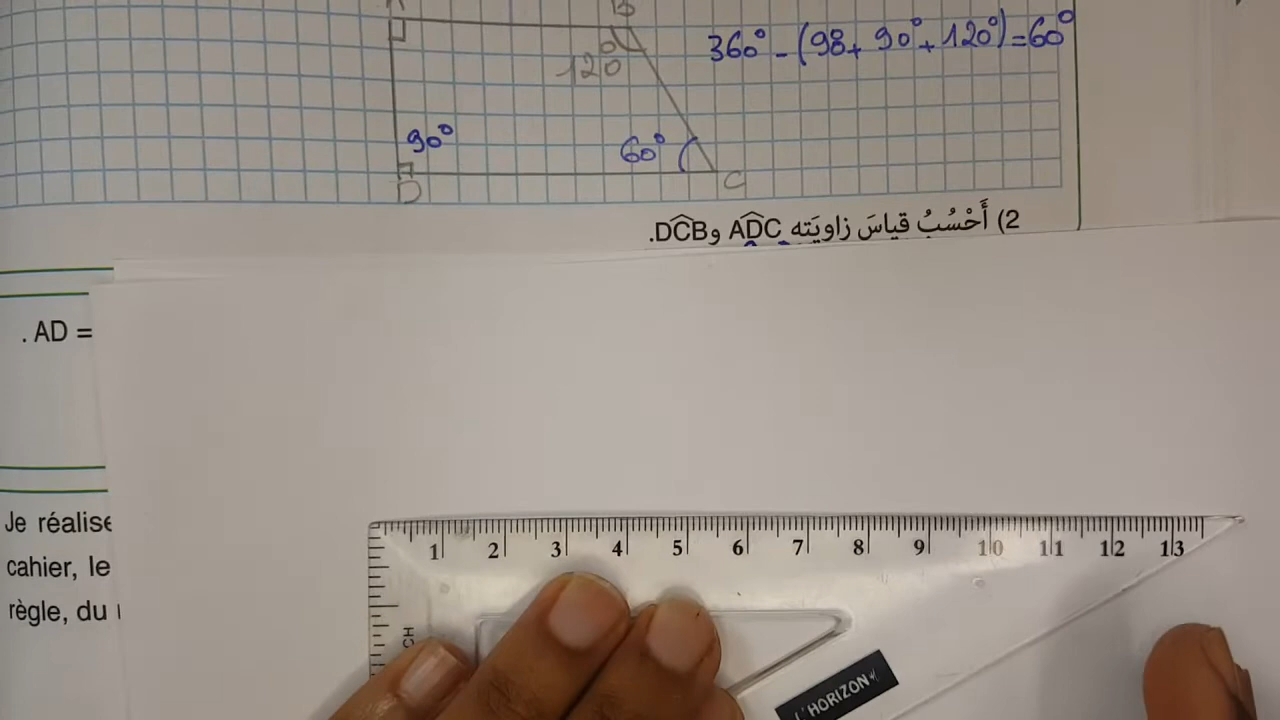 B
360° - (98 + 90° + 120°) = 60°
120
90°
60°
D
C
2) أَحْسُبُ قياسَ زاويَته ADC وDCB.
. AD =
Je réalise
cahier, le
règle, du
1 2 3 4 5 6 7 8 9 10 11 12 13
CH
L'HORIZON